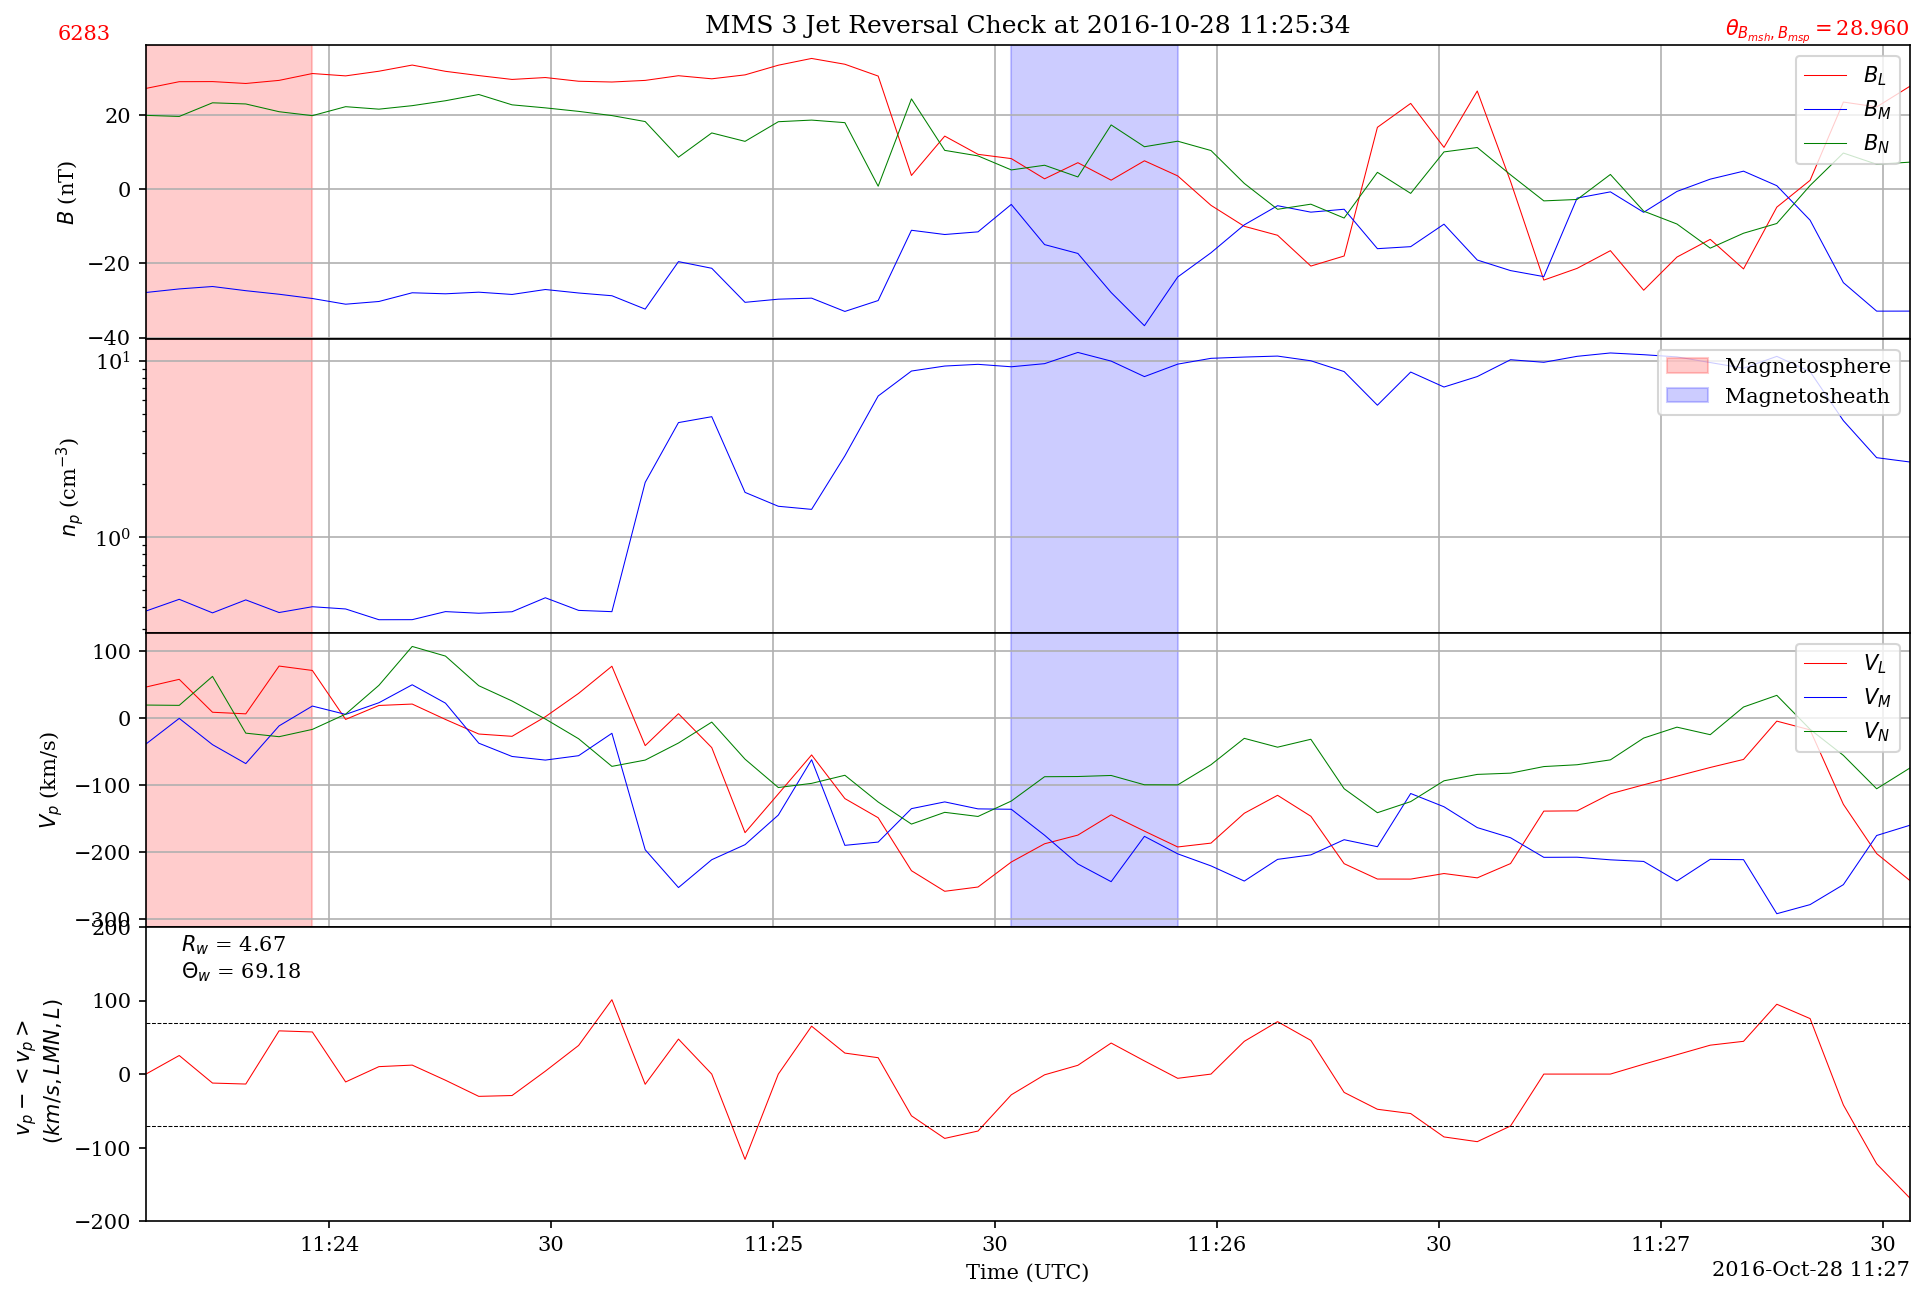 6283
MMS 3 Jet Reversal Check at 2016-10-28 11:25:34
θ_{B_{msh}, B_{msp}} = 28.960
B (nT)
20
0
−20
−40
B_L
B_M
B_N
n_p (cm^{−3})
10^1
10^0
Magnetosphere
Magnetosheath
V_p (km/s)
100
0
−100
−200
−300
V_L
V_M
V_N
v_p − < v_p >
(km/s, LMN, L)
200
100
0
−100
−200
R_w = 4.67
Θ_w = 69.18
11:24
30
11:25
30
11:26
30
11:27
30
Time (UTC)
2016-Oct-28 11:27